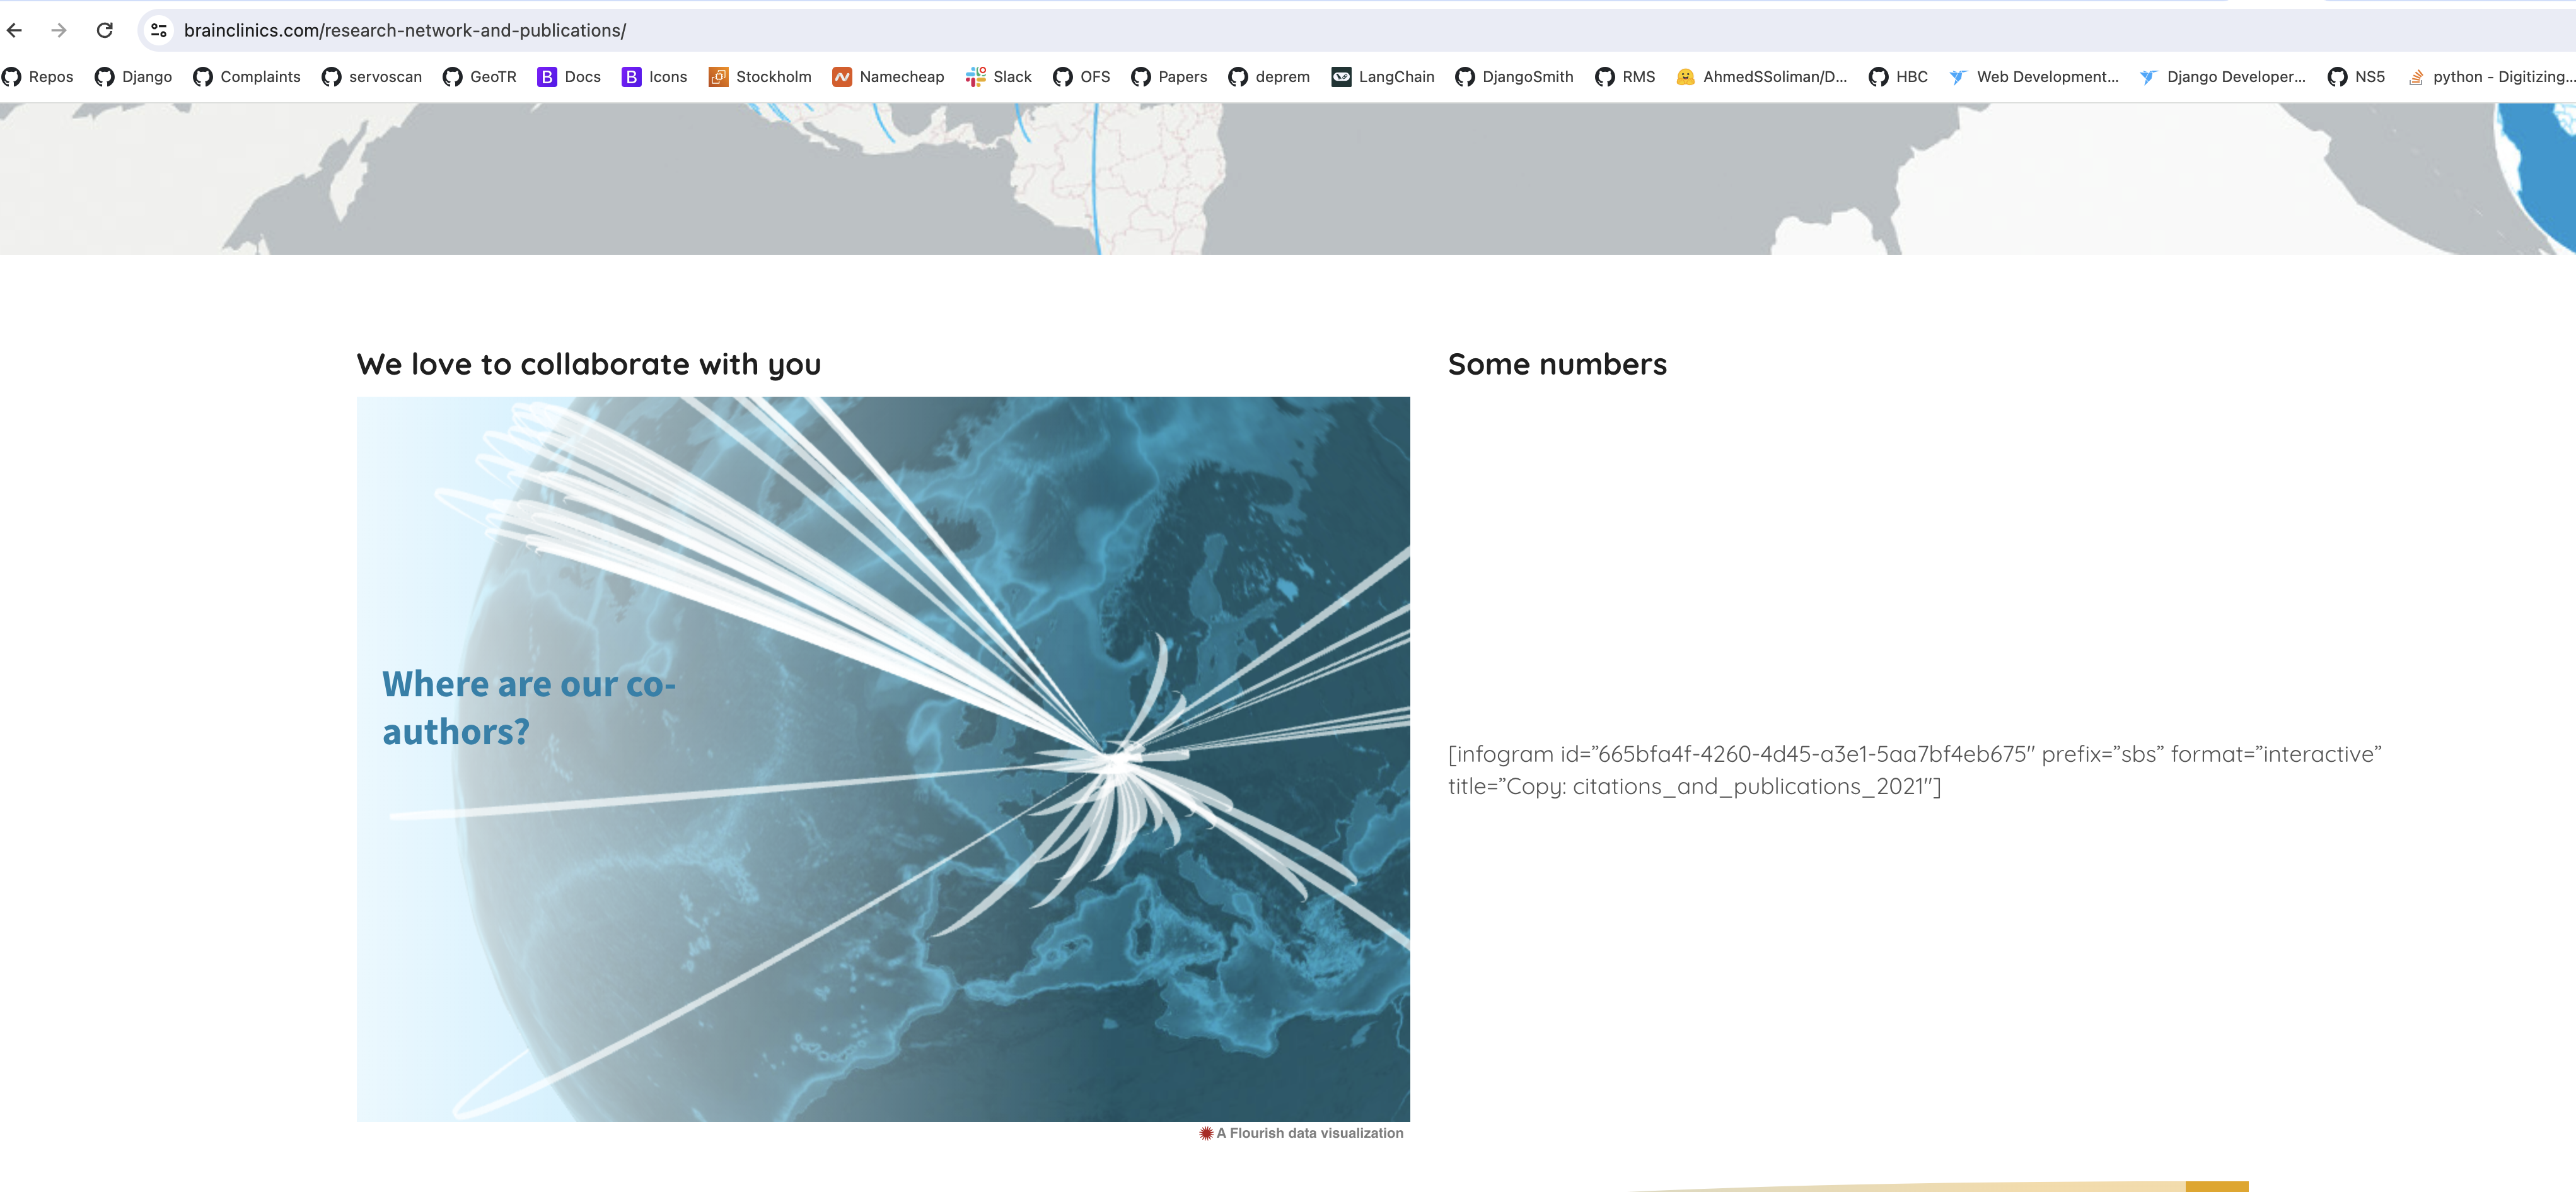 brainclinics.com/research-network-and-publications/
Repos Django Complaints servoscan GeoTR B Docs B Icons Stockholm Namecheap Slack OFS Papers deprem LangChain DjangoSmith RMS AhmedSSoliman/D... HBC Web Development... Django Developer... NS5 python - Digitizing...
We love to collaborate with you
Where are our co-
authors?
A Flourish data visualization
Some numbers
[infogram id=”665bfa4f-4260-4d45-a3e1-5aa7bf4eb675″ prefix=”sbs” format=”interactive”
title=”Copy: citations_and_publications_2021″]